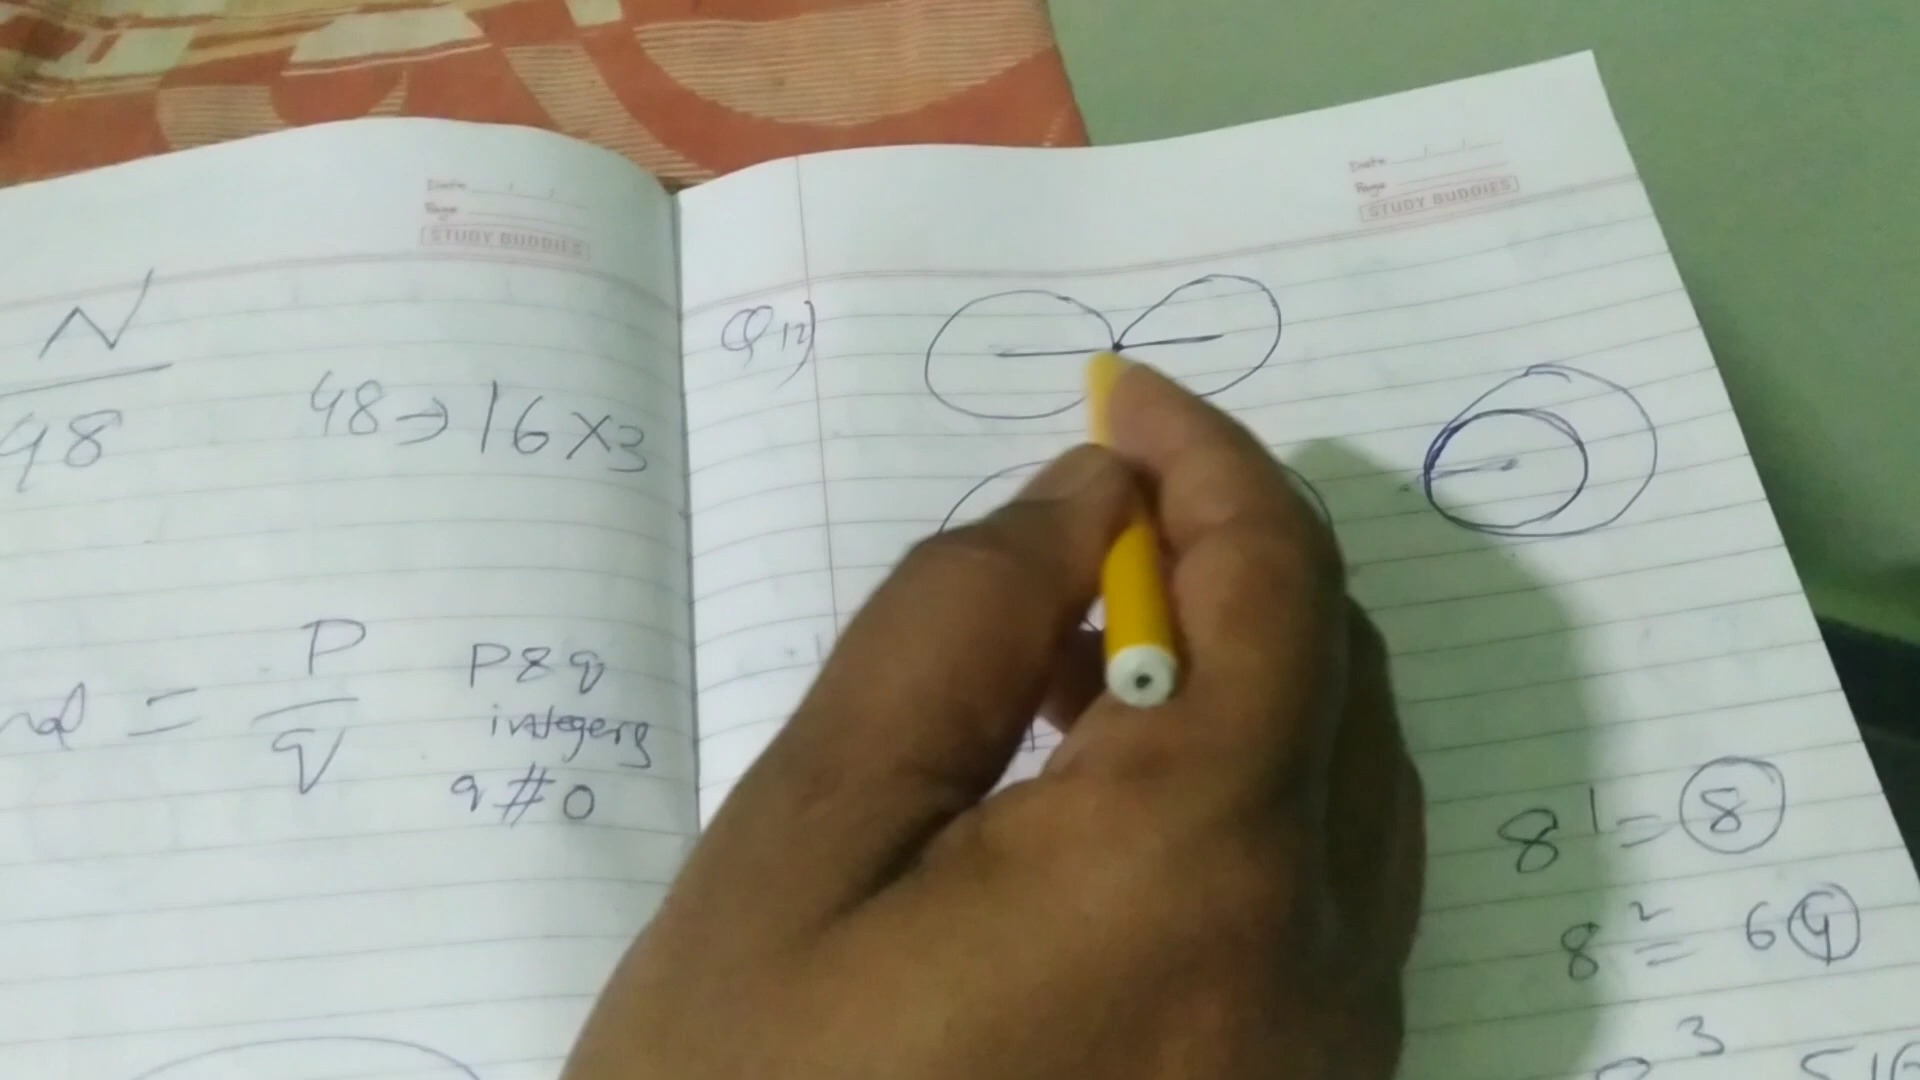 Date
Page
STUDY BUDDIES
N
48
48→16×3
= P
q
P & q
integers
q # 0
Date
Page
STUDY BUDDIES
Q12)
8¹ = 8
8² = 64
3